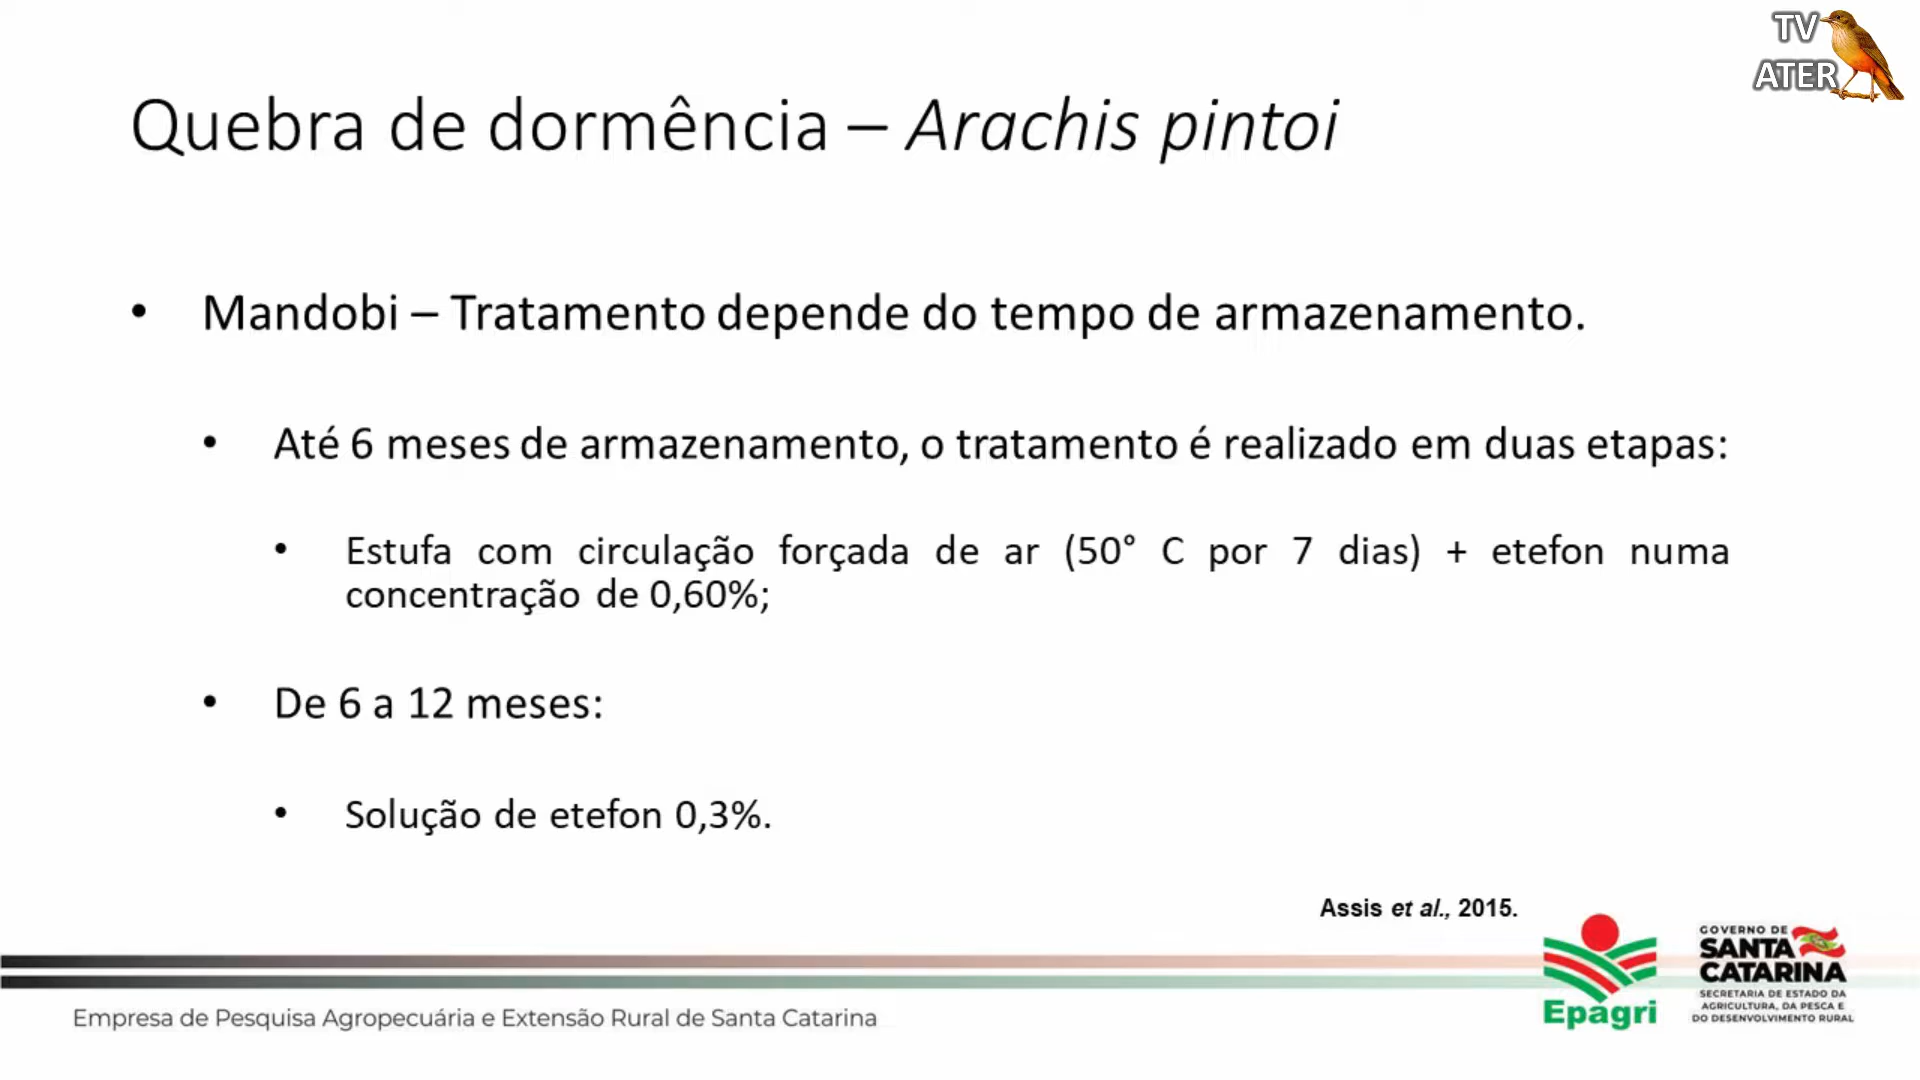 TV
ATER
Quebra de dormência – Arachis pintoi
• Mandobi – Tratamento depende do tempo de armazenamento.
• Até 6 meses de armazenamento, o tratamento é realizado em duas etapas:
• Estufa com circulação forçada de ar (50° C por 7 dias) + etefon numa
concentração de 0,60%;
• De 6 a 12 meses:
• Solução de etefon 0,3%.
Assis et al., 2015.
Empresa de Pesquisa Agropecuária e Extensão Rural de Santa Catarina
Epagri
GOVERNO DE
SANTA
CATARINA
SECRETARIA DE ESTADO DA
AGRICULTURA, DA PESCA E
DO DESENVOLVIMENTO RURAL